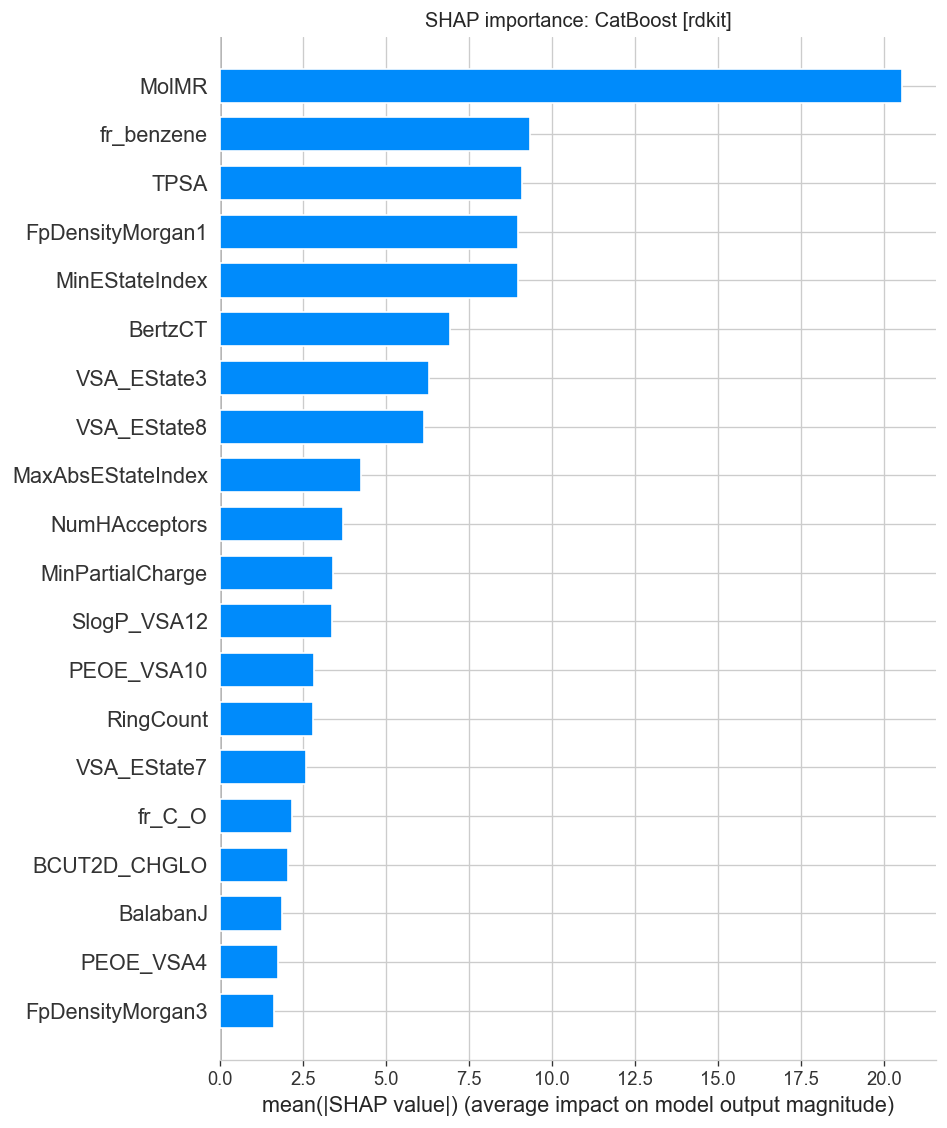 SHAP importance: CatBoost [rdkit]
MolMR
fr_benzene
TPSA
FpDensityMorgan1
MinEStateIndex
BertzCT
VSA_EState3
VSA_EState8
MaxAbsEStateIndex
NumHAcceptors
MinPartialCharge
SlogP_VSA12
PEOE_VSA10
RingCount
VSA_EState7
fr_C_O
BCUT2D_CHGLO
BalabanJ
PEOE_VSA4
FpDensityMorgan3
0.0 2.5 5.0 7.5 10.0 12.5 15.0 17.5 20.0
mean(|SHAP value|) (average impact on model output magnitude)